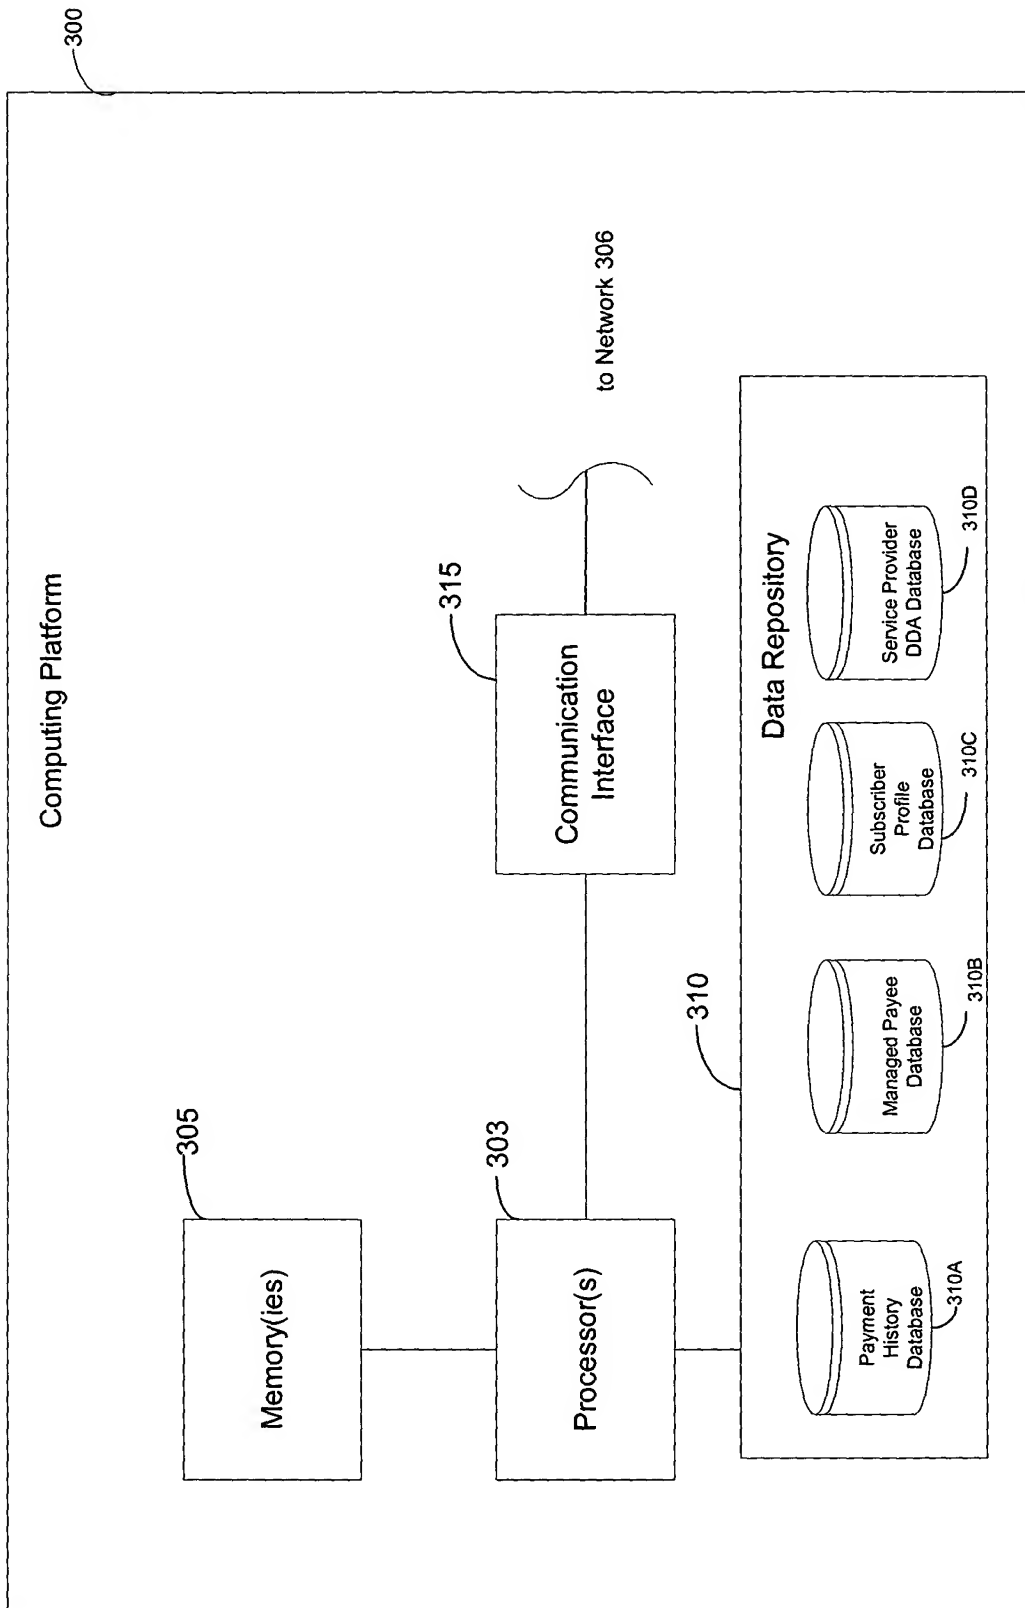 300
Computing Platform
305
Memory(ies)
303
Processor(s)
315
Communication
Interface
to Network 306
310
Data Repository
Payment
History
Database
310A
Managed Payee
Database
310B
Subscriber
Profile
Database
310C
Service Provider
DDA Database
310D